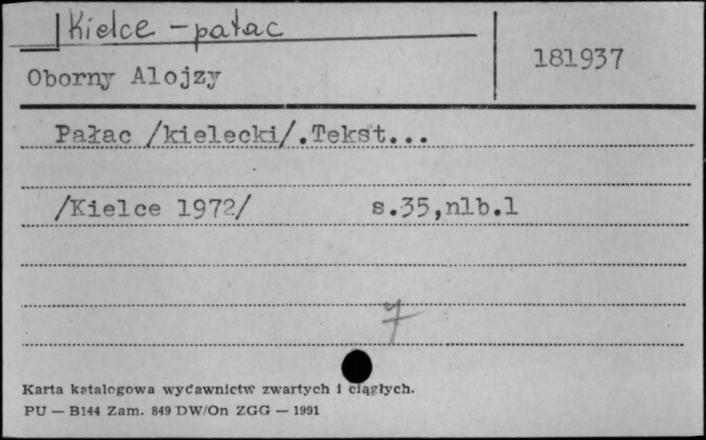 Kielce - pałac
181937
Oborny Alojzy
Pałac /kielecki/.Tekst...
/Kielce 1972/ s.35,nlb.1
7
Karta katalogowa wydawnictw zwartych i ciągłych.
PU — B144 Zam. 849 DW/On ZGG — 1991